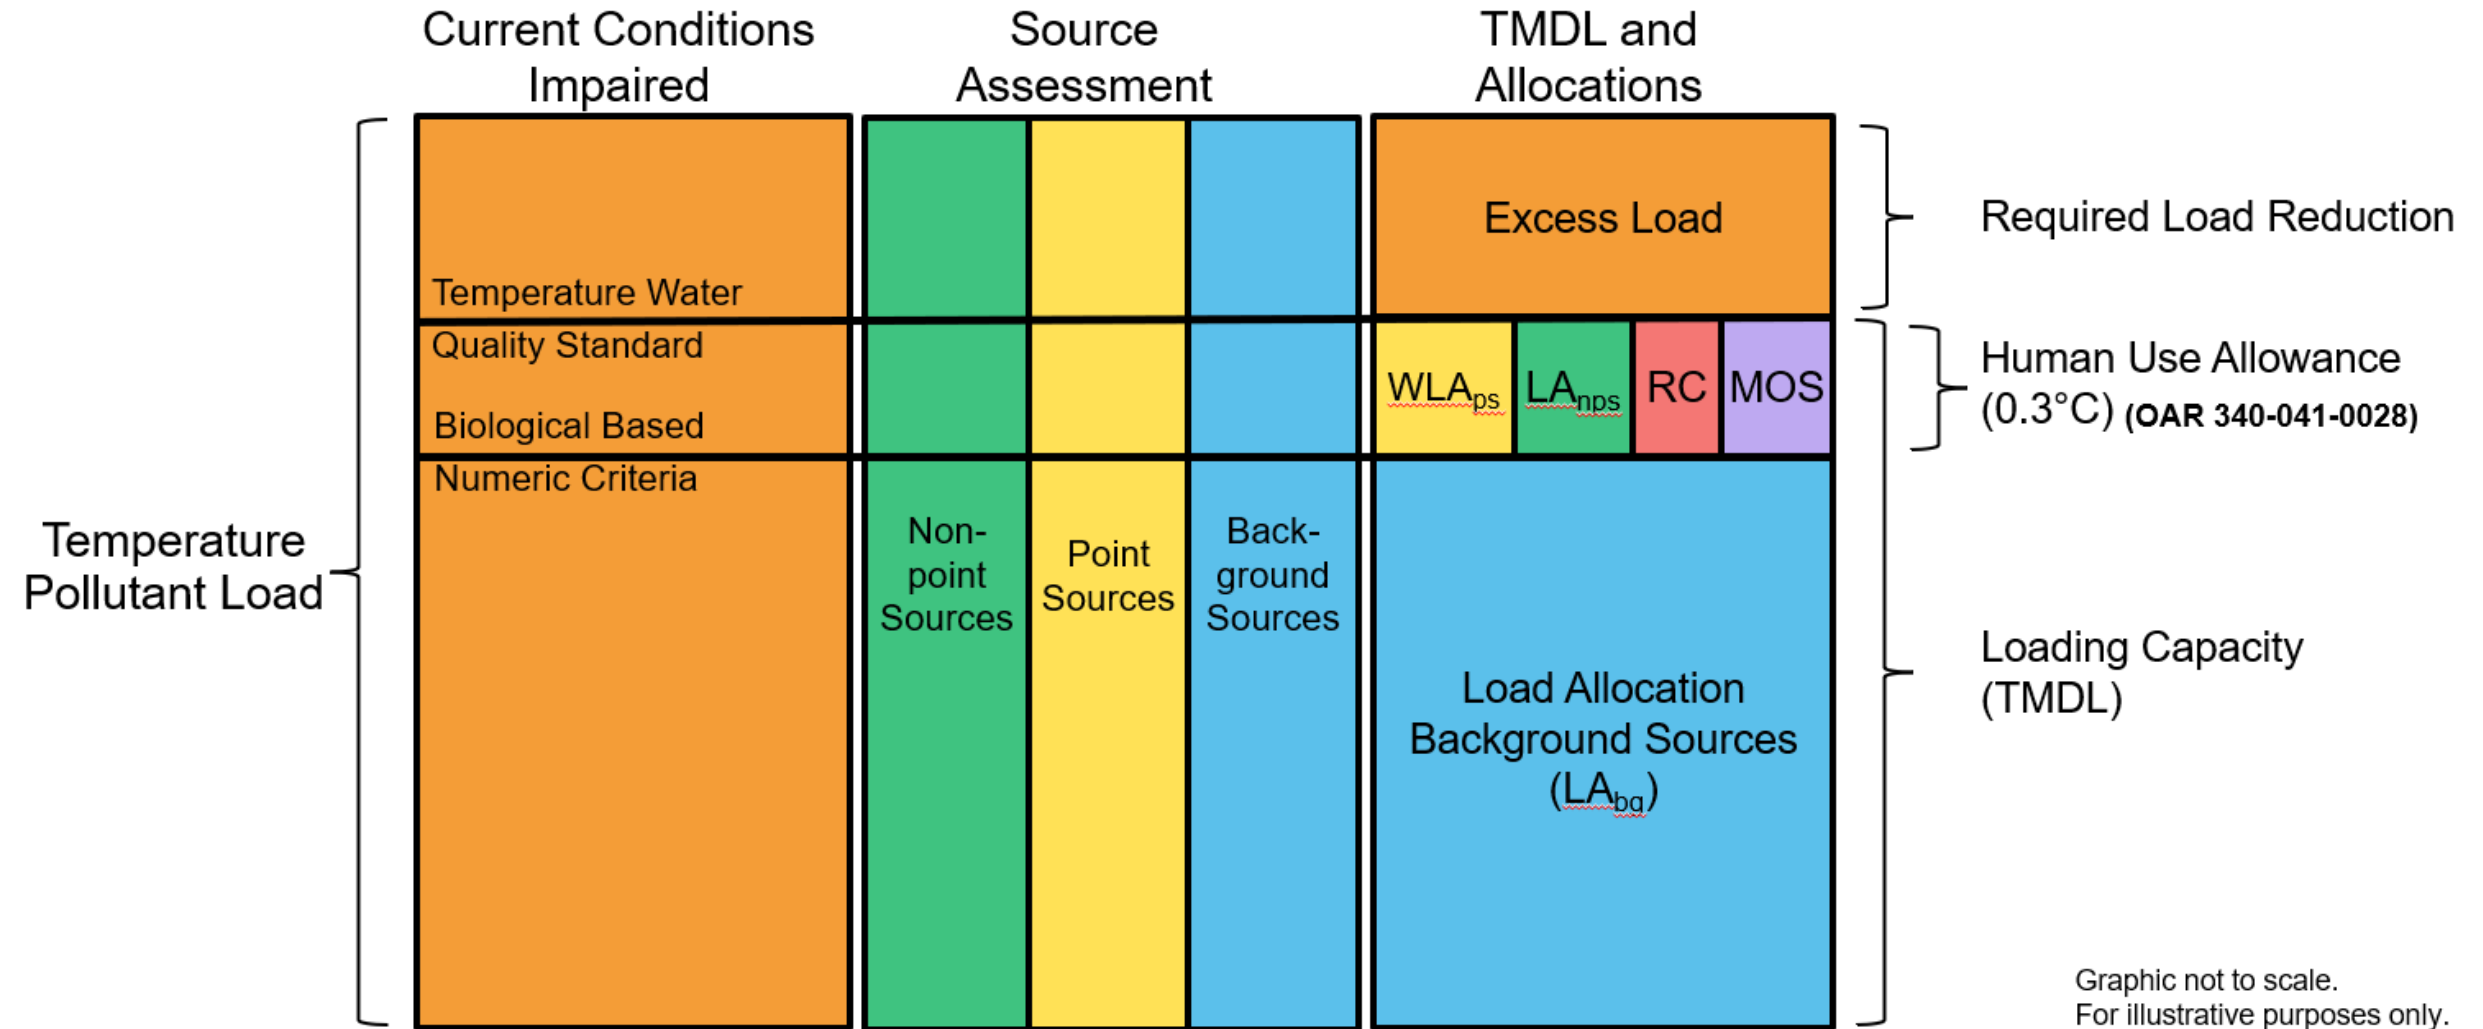 Current Conditions
Impaired
Source
Assessment
TMDL and
Allocations
Temperature
Pollutant Load
Temperature Water
Quality Standard
Biological Based
Numeric Criteria
Non-
point
Sources
Point
Sources
Back-
ground
Sources
Excess Load
WLAps
LAnps
RC
MOS
Load Allocation
Background Sources
(LAbg)
Required Load Reduction
Human Use Allowance
(0.3°C) (OAR 340-041-0028)
Loading Capacity
(TMDL)
Graphic not to scale.
For illustrative purposes only.